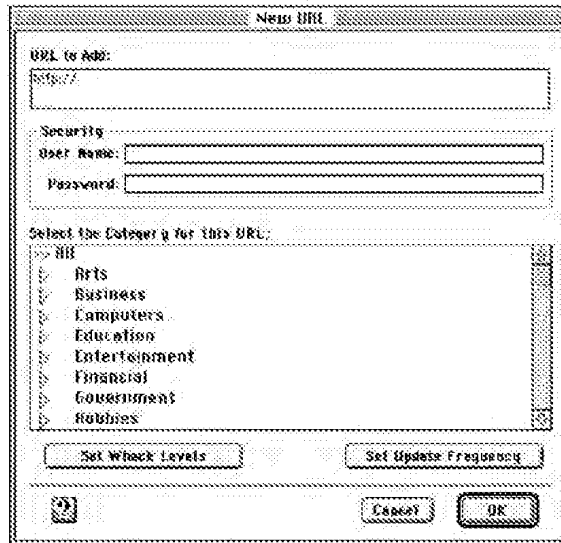 New URL
URL to Add:
http://
Security
User Name:
Password:
Select the Category for this URL:
All
Arts
Business
Computers
Education
Entertainment
Financial
Government
Hobbies
Set Whack Levels
Set Update Frequency
?
Cancel
OK